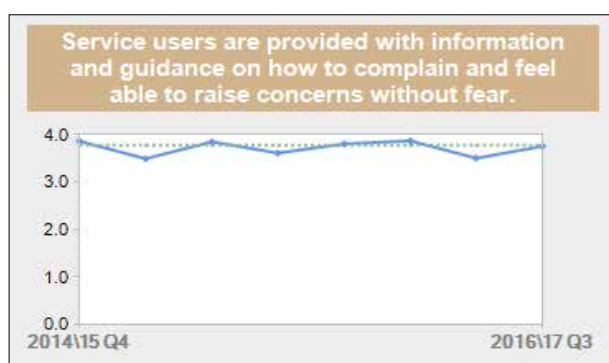 Service users are provided with information
and guidance on how to complain and feel
able to raise concerns without fear.
4.0
3.0
2.0
1.0
0.0
2014\15 Q4 2016\17 Q3